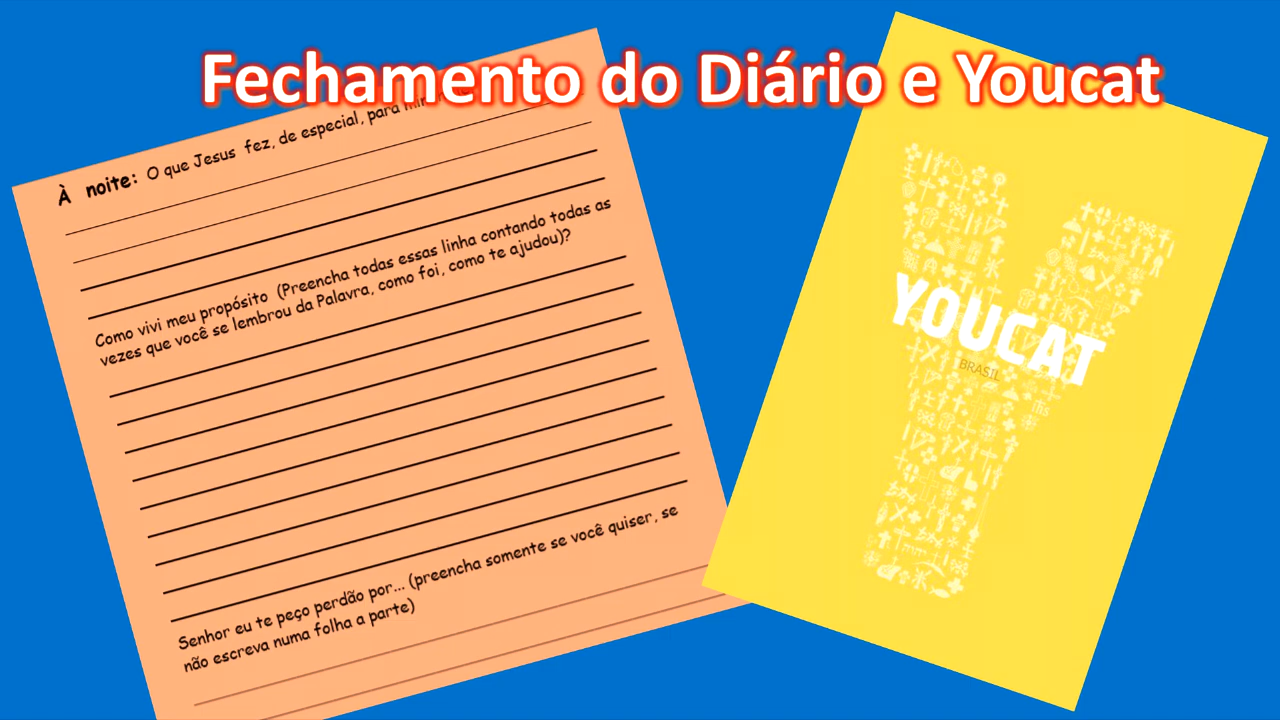 Fechamento do Diário e Youcat
À noite: O que Jesus fez, de especial, para
Como vivi meu propósito (Preencha todas essas linha contando todas as
vezes que você se lembrou da Palavra, como foi, como te ajudou)?
Senhor eu te peço perdão por... (preencha somente se você quiser, se
não escreva numa folha a parte)
YOUCAT
BRASIL